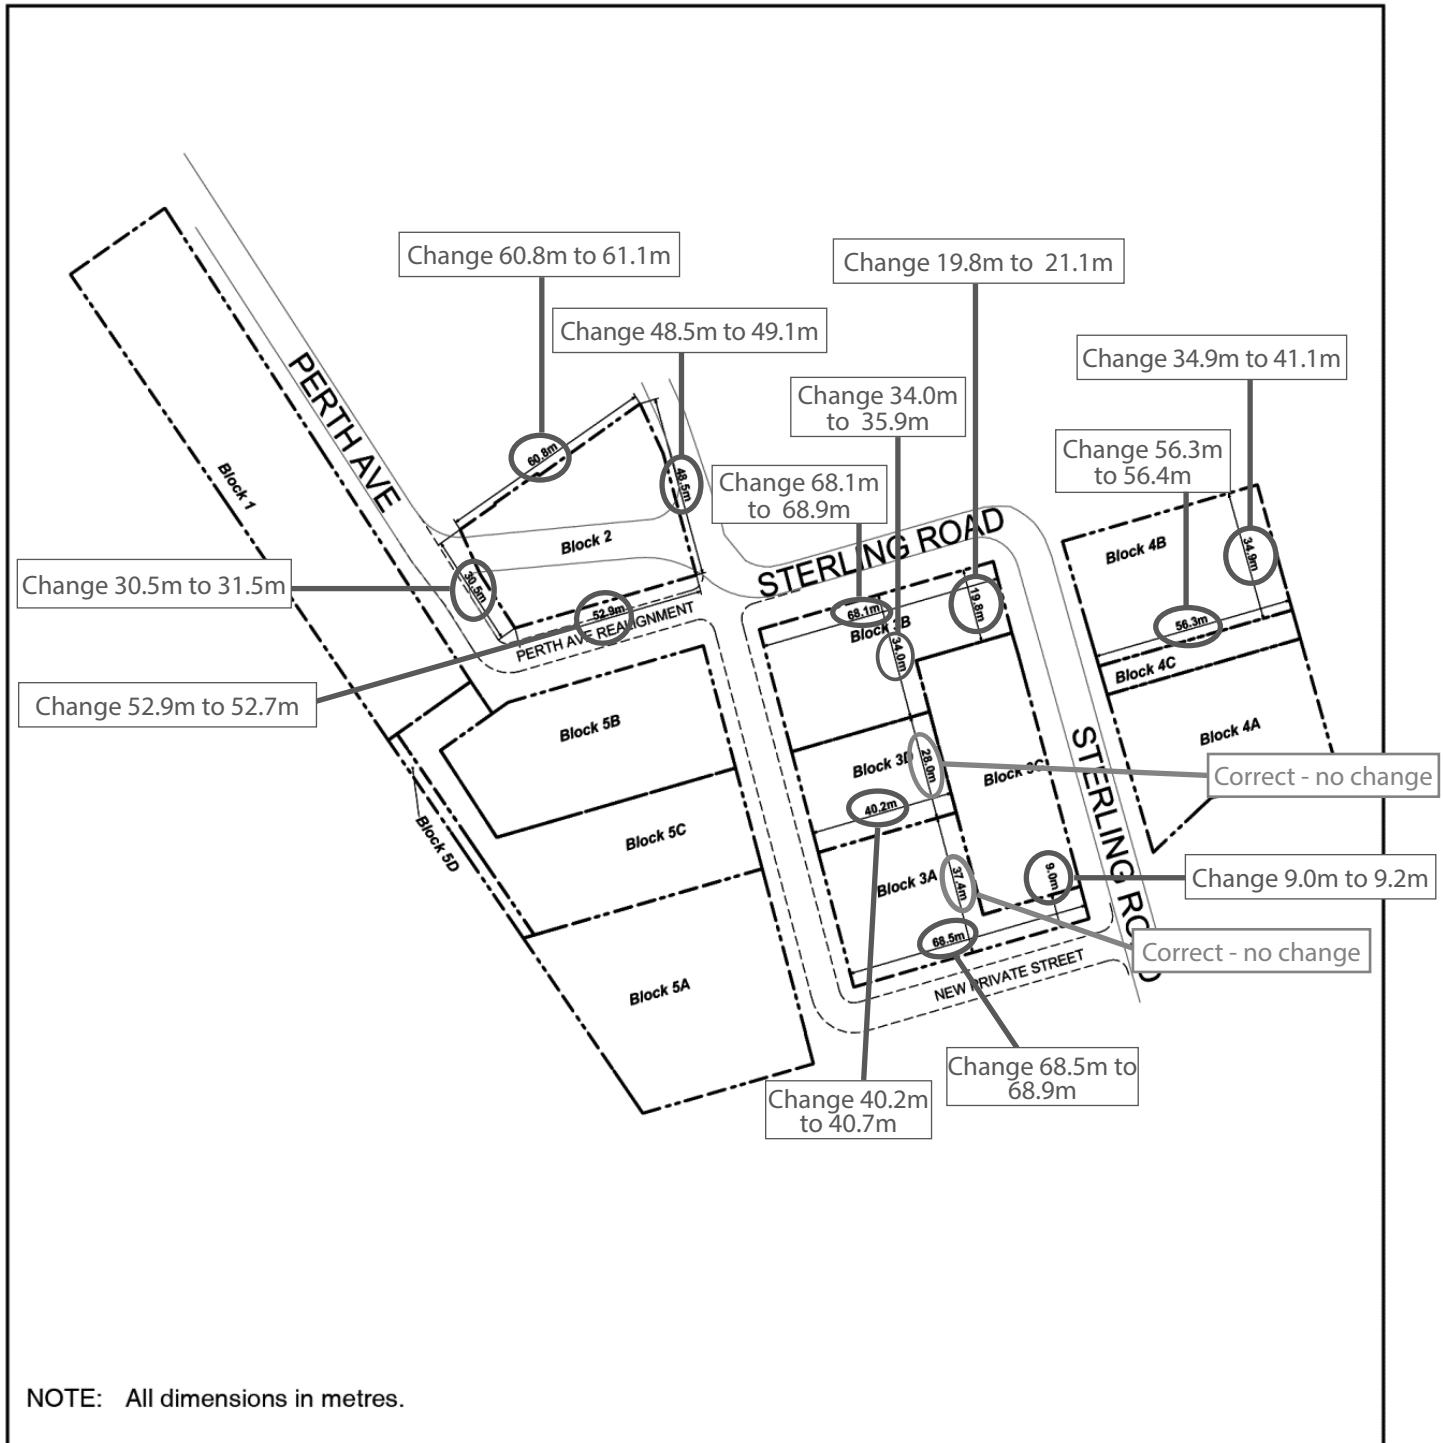 Change 60.8m to 61.1m
Change 19.8m to  21.1m
Change 48.5m to 49.1m
Change 34.9m to 41.1m
Change 34.0m
to  35.9m
Change 56.3m
to 56.4m
Change 68.1m
to  68.9m
PERTH AVE
Block 1
60.8m
48.5m
Block 2
STERLING ROAD
Block 4B
34.9m
Change 30.5m to 31.5m
30.5m
52.9m
PERTH AVE REALIGNMENT
68.1m
Block 3B
19.8m
34.0m
56.3m
Block 4C
Change 52.9m to 52.7m
Block 5B
Block 4A
Block 3D
28.0m
Block 3C
STERLING ROAD
Correct - no change
40.2m
Block 5C
Block 5D
Block 3A
37.4m
9.0m
Change 9.0m to 9.2m
68.5m
Correct - no change
Block 5A
NEW PRIVATE STREET
Change 68.5m to
68.9m
Change 40.2m
to 40.7m
NOTE: All dimensions in metres.